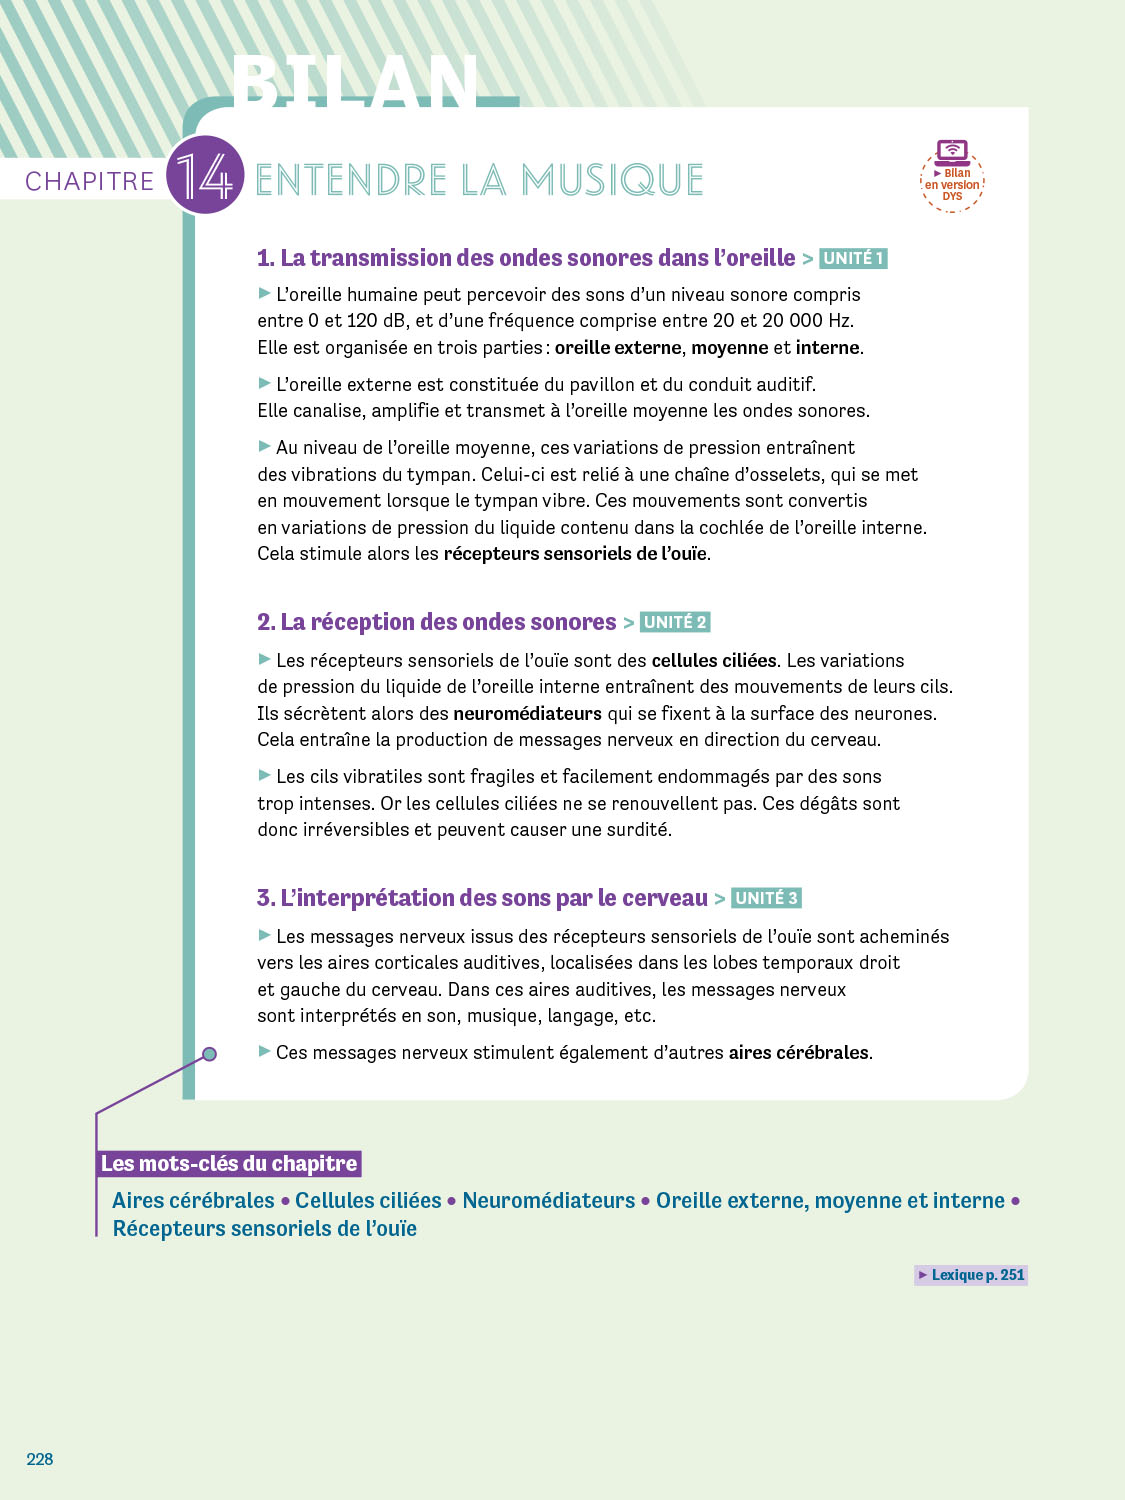 BILAN
CHAPITRE 14 ENTENDRE LA MUSIQUE
▶ Bilan
en version
DYS
1. La transmission des ondes sonores dans l’oreille > UNITÉ 1
▶ L’oreille humaine peut percevoir des sons d’un niveau sonore compris
entre 0 et 120 dB, et d’une fréquence comprise entre 20 et 20 000 Hz.
Elle est organisée en trois parties : oreille externe, moyenne et interne.
▶ L’oreille externe est constituée du pavillon et du conduit auditif.
Elle canalise, amplifie et transmet à l’oreille moyenne les ondes sonores.
▶ Au niveau de l’oreille moyenne, ces variations de pression entraînent
des vibrations du tympan. Celui-ci est relié à une chaîne d’osselets, qui se met
en mouvement lorsque le tympan vibre. Ces mouvements sont convertis
en variations de pression du liquide contenu dans la cochlée de l’oreille interne.
Cela stimule alors les récepteurs sensoriels de l’ouïe.
2. La réception des ondes sonores > UNITÉ 2
▶ Les récepteurs sensoriels de l’ouïe sont des cellules ciliées. Les variations
de pression du liquide de l’oreille interne entraînent des mouvements de leurs cils.
Ils sécrètent alors des neuromédiateurs qui se fixent à la surface des neurones.
Cela entraîne la production de messages nerveux en direction du cerveau.
▶ Les cils vibratiles sont fragiles et facilement endommagés par des sons
trop intenses. Or les cellules ciliées ne se renouvellent pas. Ces dégâts sont
donc irréversibles et peuvent causer une surdité.
3. L’interprétation des sons par le cerveau > UNITÉ 3
▶ Les messages nerveux issus des récepteurs sensoriels de l’ouïe sont acheminés
vers les aires corticales auditives, localisées dans les lobes temporaux droit
et gauche du cerveau. Dans ces aires auditives, les messages nerveux
sont interprétés en son, musique, langage, etc.
▶ Ces messages nerveux stimulent également d’autres aires cérébrales.
Les mots-clés du chapitre
Aires cérébrales • Cellules ciliées • Neuromédiateurs • Oreille externe, moyenne et interne •
Récepteurs sensoriels de l’ouïe
▶ Lexique p. 251
228